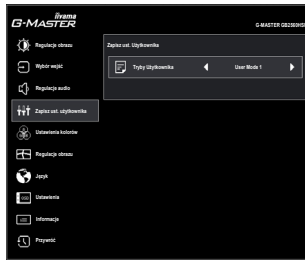 iiyama
G-MASTER
G-MASTER GB2560HSU
Regulacje obrazu
Zapisz ust. Użytkownika
Wybór wejść
Tryby Użytkownika
User Mode 1
Regulacje audio
Zapisz ust. użytkownika
Ustawienia kolorów
Regulacje obrazu
Język
Ustawienia
Informacje
Przywróć